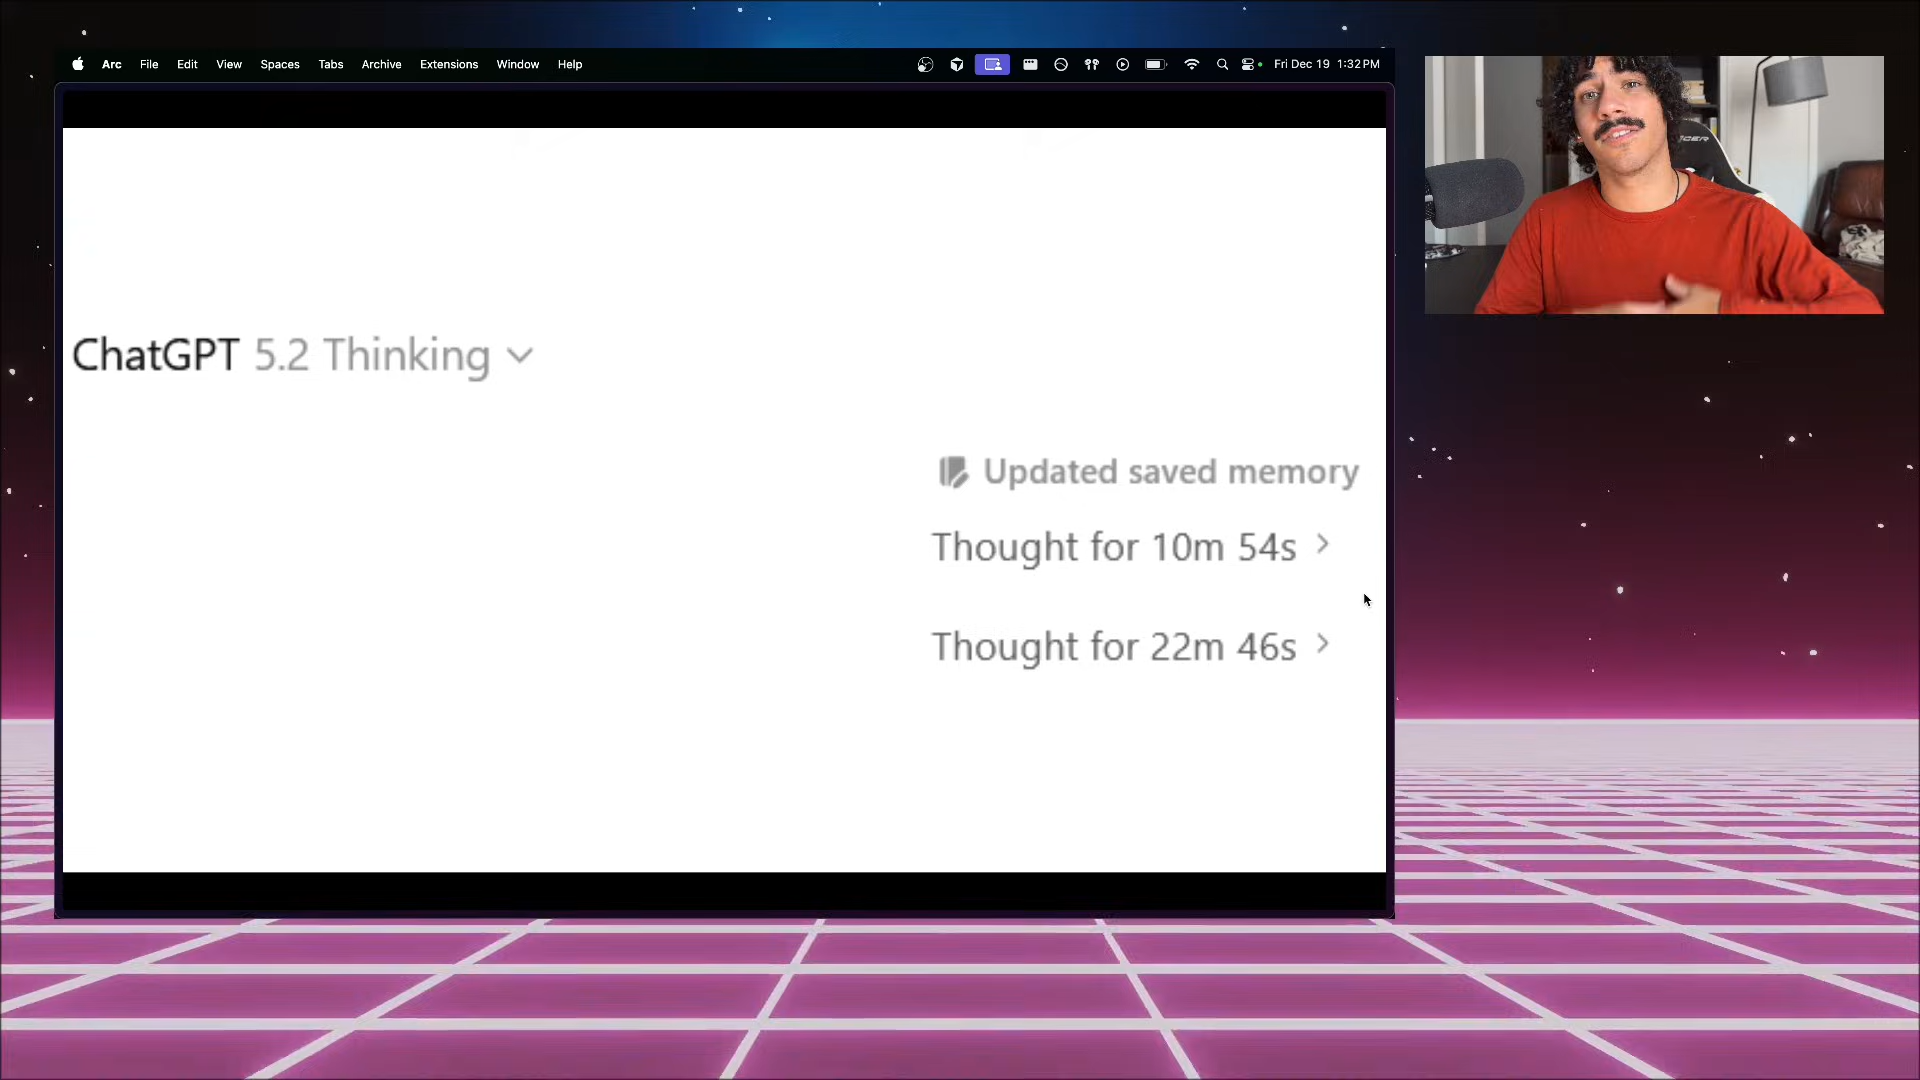 Arc File Edit View Spaces Tabs Archive Extensions Window Help Fri Dec 19 1:32 PM
ChatGPT 5.2 Thinking
Updated saved memory
Thought for 10m 54s
Thought for 22m 46s